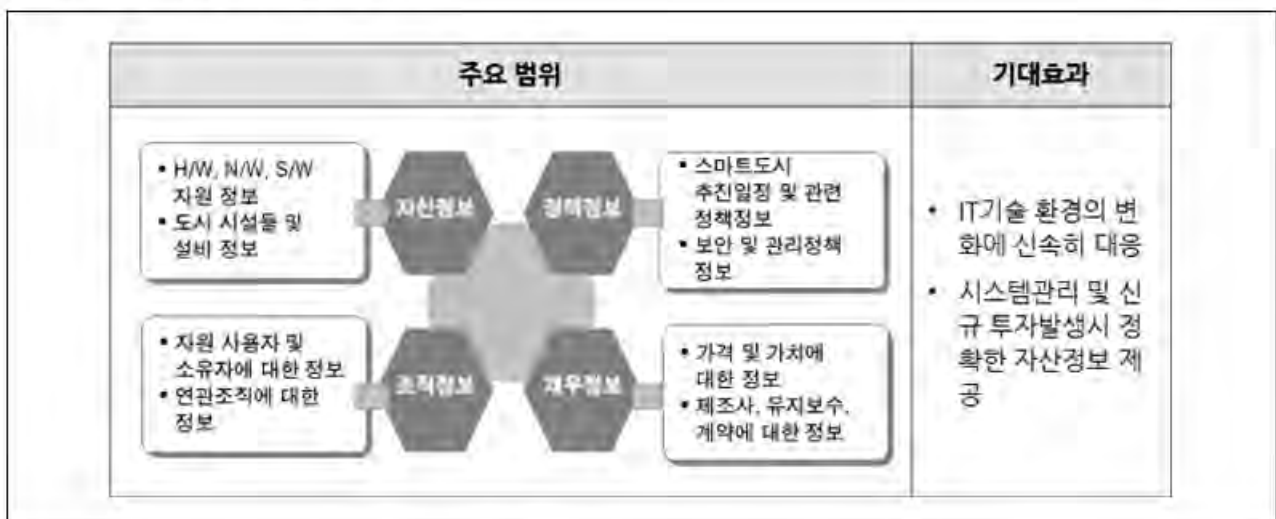 주요 범위
기대효과
• H/W, N/W, S/W
자원 정보
• 도시 시설물 및
설비 정보
자산정보
정책정보
• 스마트도시
추진일정 및 관련
정책정보
• 보안 및 관리정책
정보
• 지원 사용자 및
소유자에 대한 정보
• 연관조직에 대한
정보
조직정보
재무정보
• 가격 및 가치에
대한 정보
• 제조사, 유지보수,
계약에 대한 정보
• IT기술 환경의 변
화에 신속히 대응
• 시스템관리 및 신
규 투자발생시 정
확한 자산정보 제
공